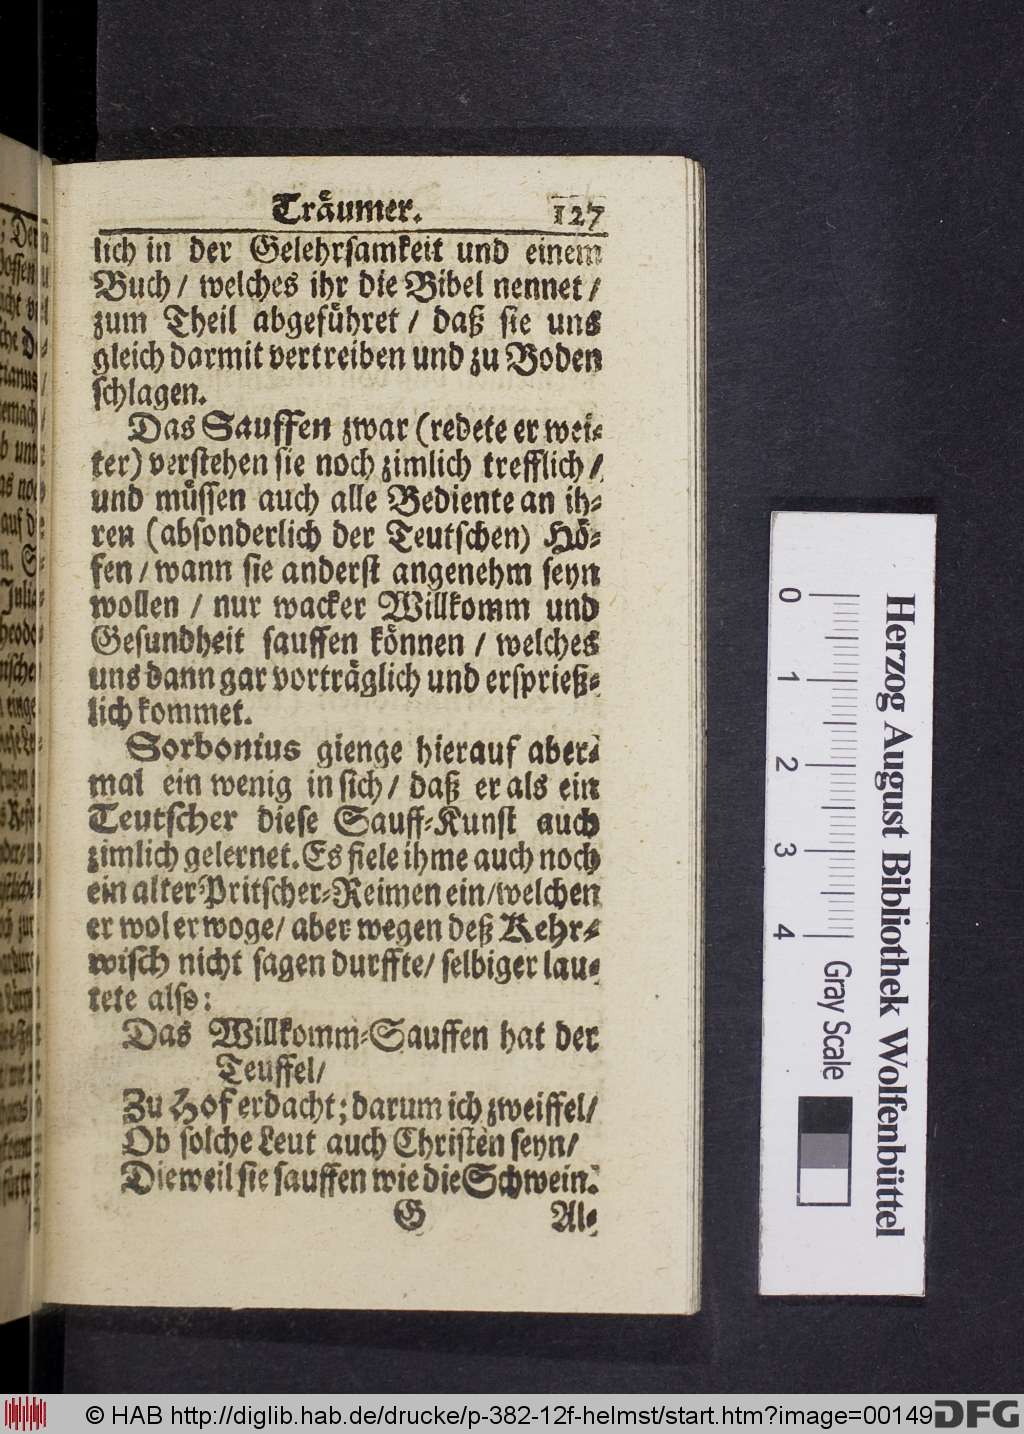 Träumer. 127
lich in der Gelehrsamkeit und einem
Buch / welches ihr die Bibel nennet /
zum Theil abgeführet / daß sie uns
gleich darmit vertreiben und zu Boden
schlagen.
Das Sauffen zwar (redete er wei-
ter) verstehen sie noch zimlich trefflich /
und müssen auch alle Bediente an ih-
ren (absonderlich der Teutschen) Hö-
fen / wann sie anderst angenehm seyn
wollen / nur wacker Willkomm und
Gesundheit sauffen können / welches
uns dann gar vorträglich und ersprieß-
lich kommet.
Sorbonius gienge hierauf aber-
mal ein wenig in sich / daß er als ein
Teutscher diese Sauff-Kunst auch
zimlich gelernet. Es fiele ihme auch noch
ein alter Pritscher-Reimen ein/welchen
er wol erwoge/ aber wegen deß Kehr-
wisch nicht sagen durffte/ selbiger lau-
tete also:
Das Willkomm-Sauffen hat der
Teuffel/
Zu Hof erdacht; darum ich zweiffel/
Ob solche Leut auch Christen seyn/
Dieweil sie sauffen wie die Schwein.
G Al-
Herzog August Bibliothek Wolfenbüttel
0 1 2 3 4 Gray Scale
© HAB http://diglib.hab.de/drucke/p-382-12f-helmst/start.htm?image=00149
DFG